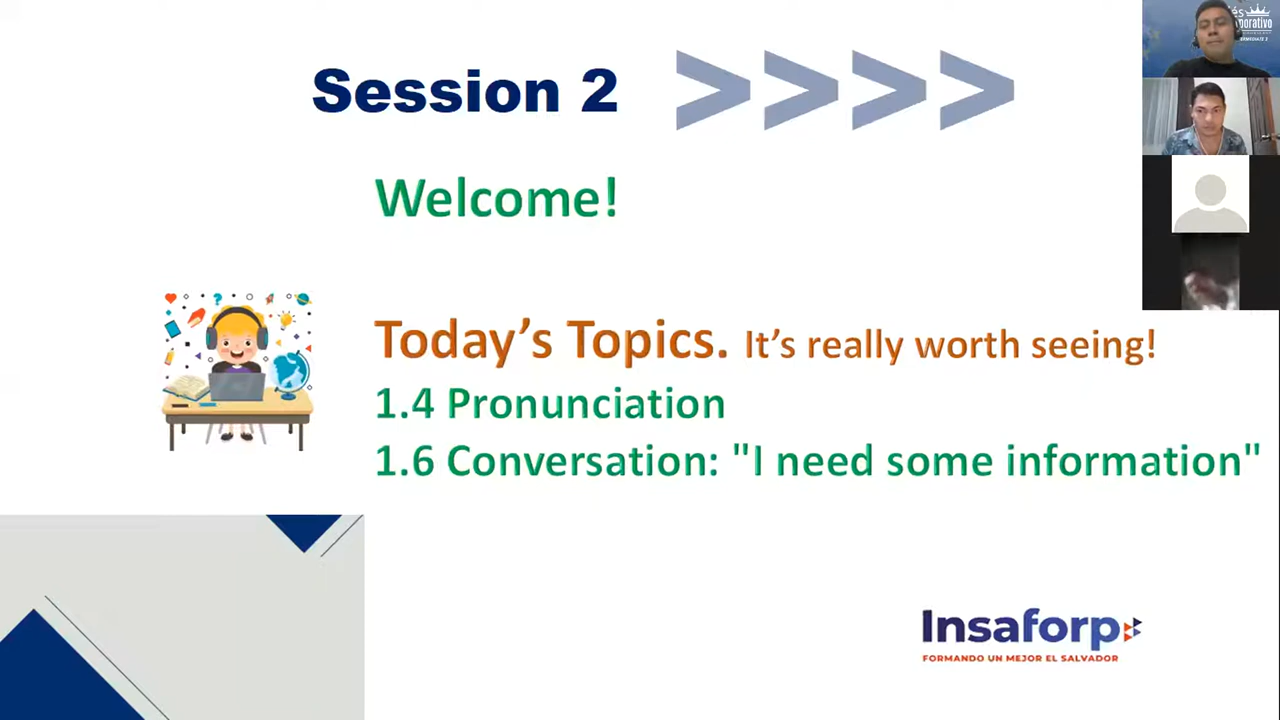 Session 2
Welcome!
Today's Topics. It's really worth seeing!
1.4 Pronunciation
1.6 Conversation: "I need some information"
Insaforp
FORMANDO UN MEJOR EL SALVADOR